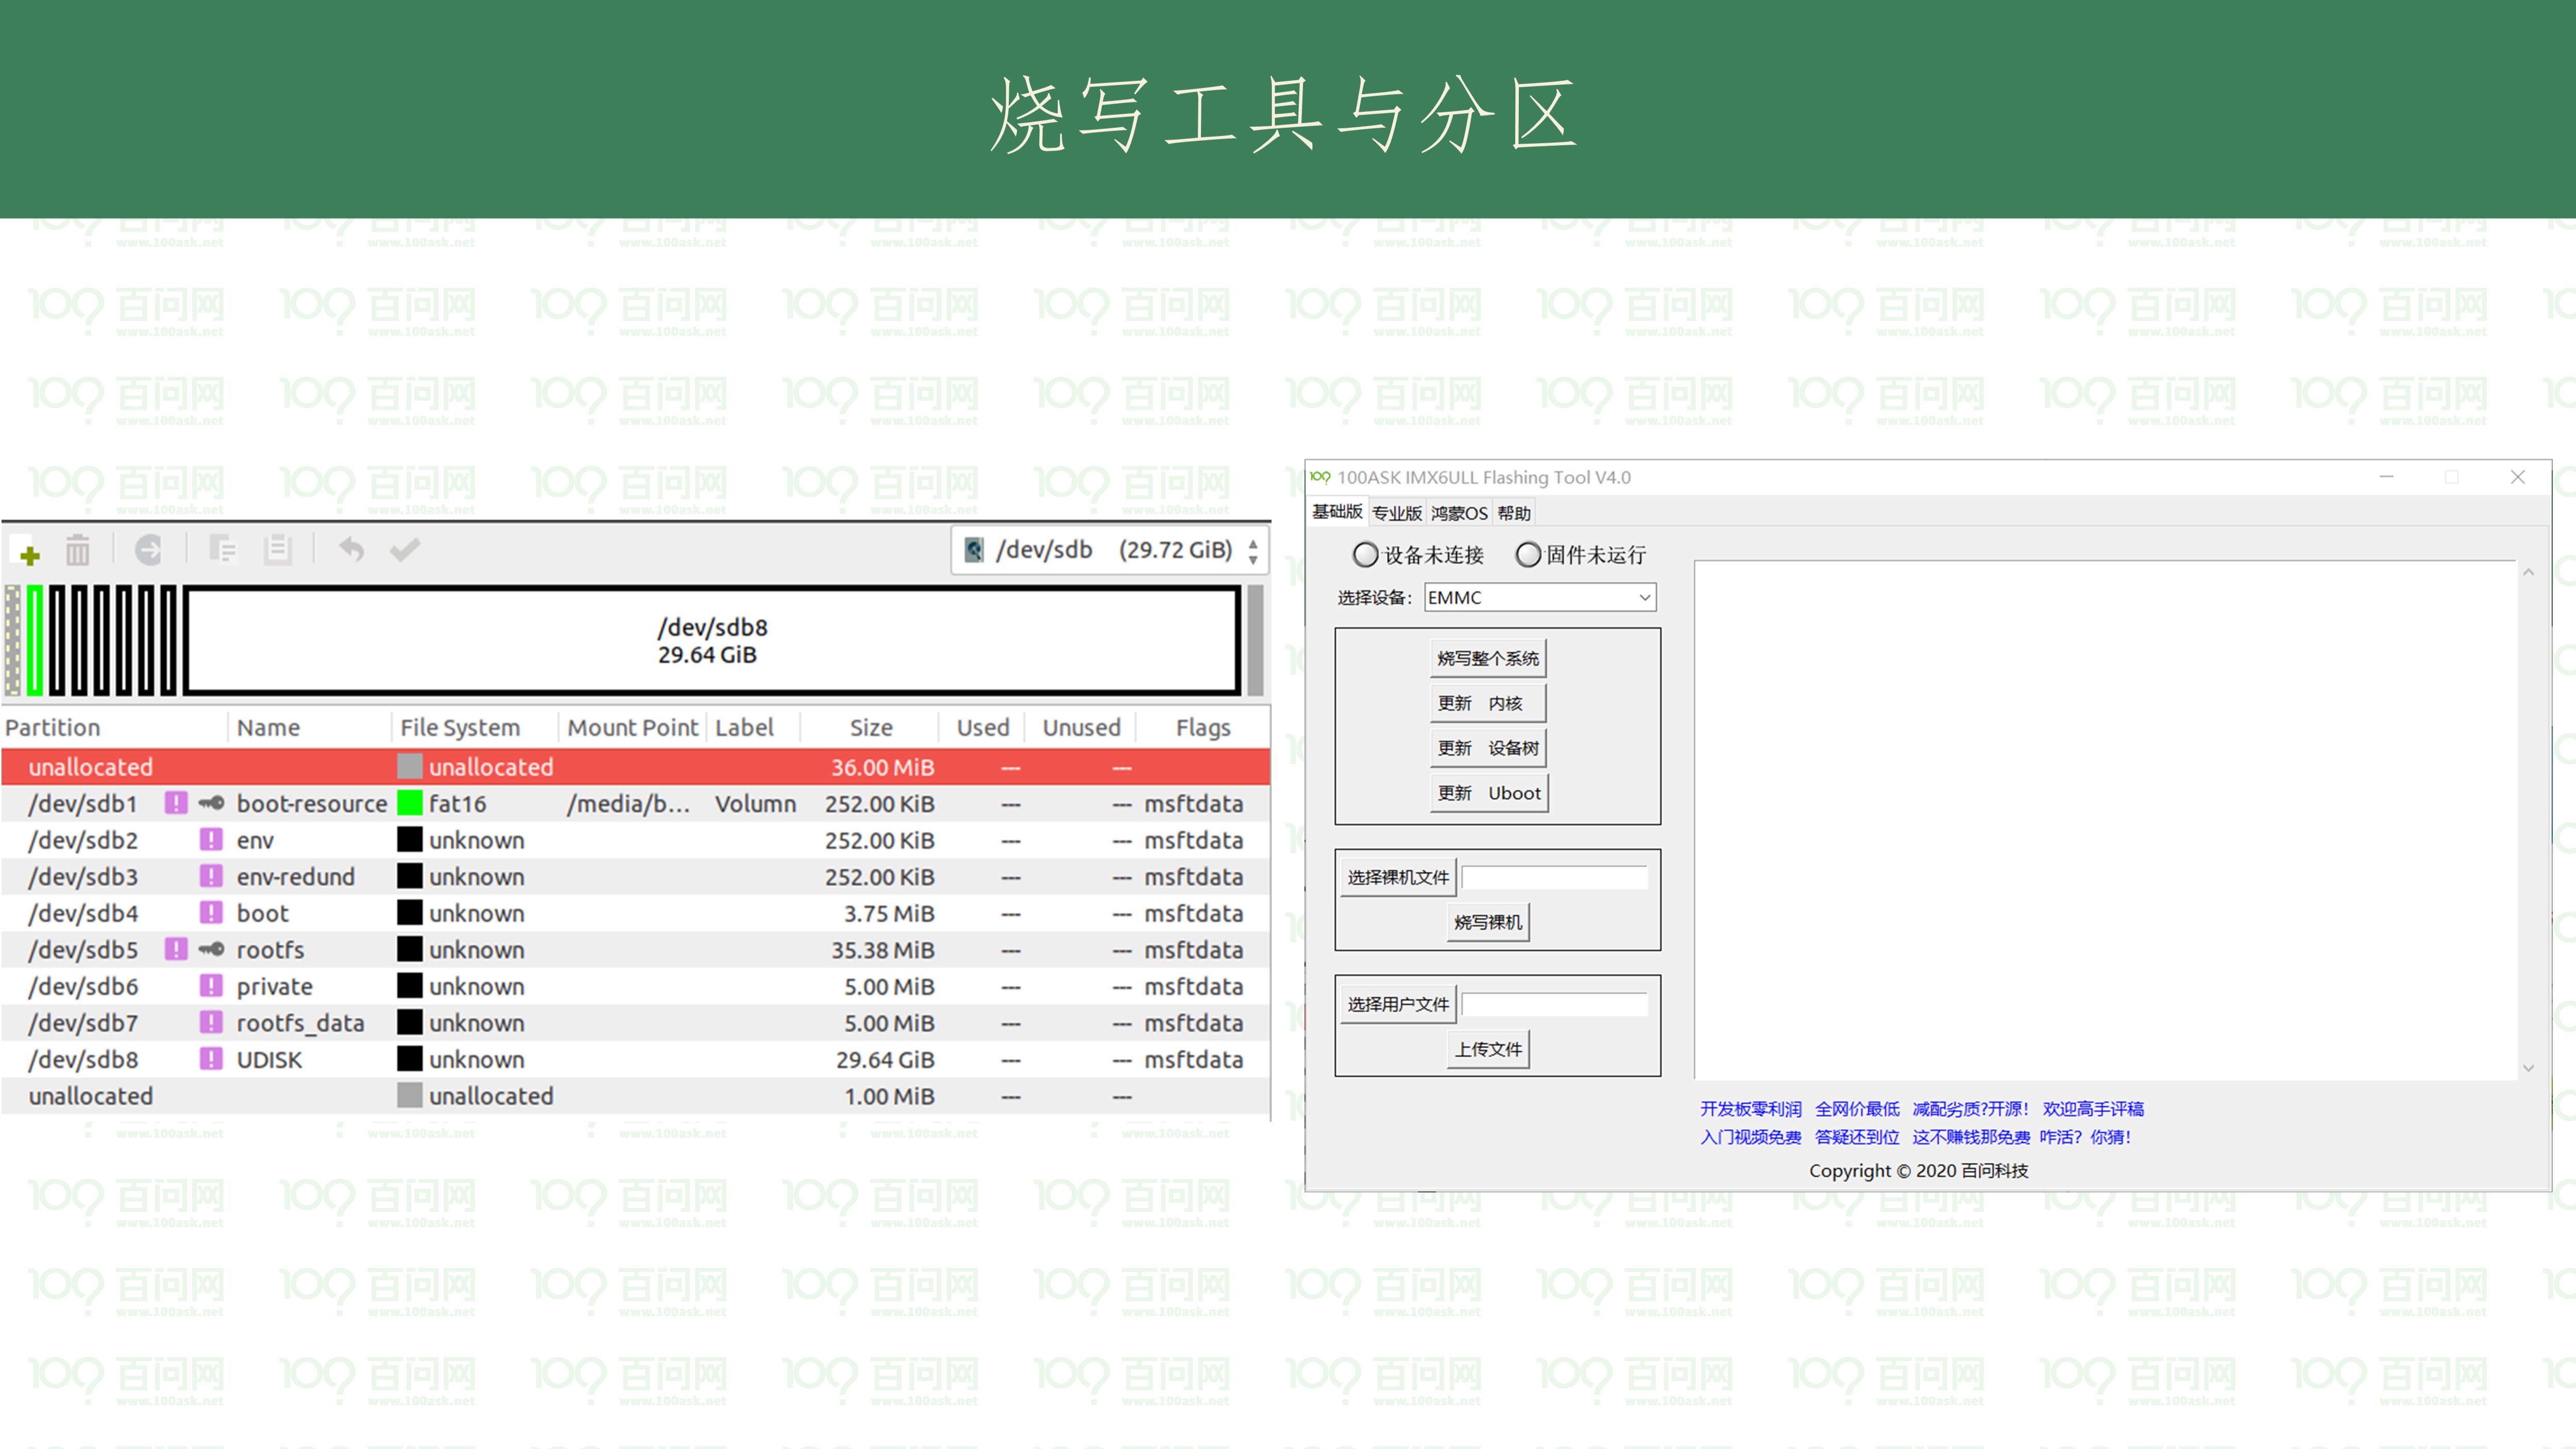 烧写工具与分区
/dev/sdb (29.72 GiB)
/dev/sdb8
29.64 GiB
Partition Name File System Mount Point Label Size Used Unused Flags
unallocated unallocated 36.00 MiB --- ---
/dev/sdb1 boot-resource fat16 /media/b... Volumn 252.00 KiB --- --- msftdata
/dev/sdb2 env unknown 252.00 KiB --- --- msftdata
/dev/sdb3 env-redund unknown 252.00 KiB --- --- msftdata
/dev/sdb4 boot unknown 3.75 MiB --- --- msftdata
/dev/sdb5 rootfs unknown 35.38 MiB --- --- msftdata
/dev/sdb6 private unknown 5.00 MiB --- --- msftdata
/dev/sdb7 rootfs_data unknown 5.00 MiB --- --- msftdata
/dev/sdb8 UDISK unknown 29.64 GiB --- --- msftdata
unallocated unallocated 1.00 MiB --- ---
100ASK IMX6ULL Flashing Tool V4.0
基础版 专业版 鸿蒙OS 帮助
设备未连接 固件未运行
选择设备： EMMC
烧写整个系统
更新 内核
更新 设备树
更新 Uboot
选择裸机文件
烧写裸机
选择用户文件
上传文件
开发板零利润 全网价最低 减配劣质?开源！ 欢迎高手评稿
入门视频免费 答疑还到位 这不赚钱那免费 咋活？你猜！
Copyright © 2020 百问科技
百问网
www.100ask.net